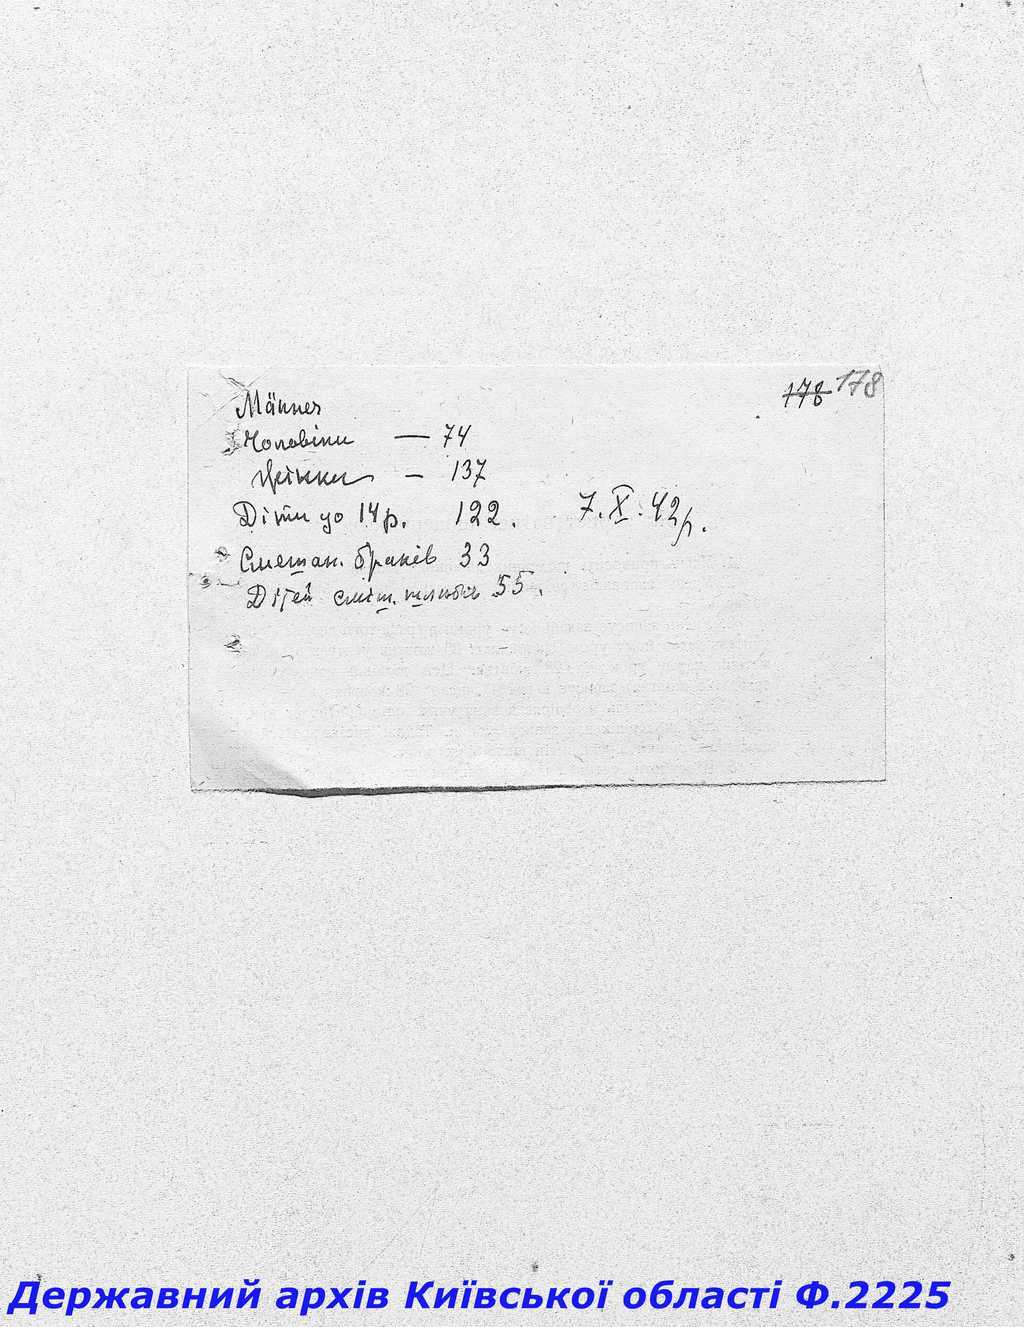 178 178
Männer
Чоловіки — 74
Жінки — 137
Діти до 14 р. 122.
7.X.42 р.
Смешан. браків 33
Дітей сміш. шлюбів 55.
Державний архів Київської області Ф.2225